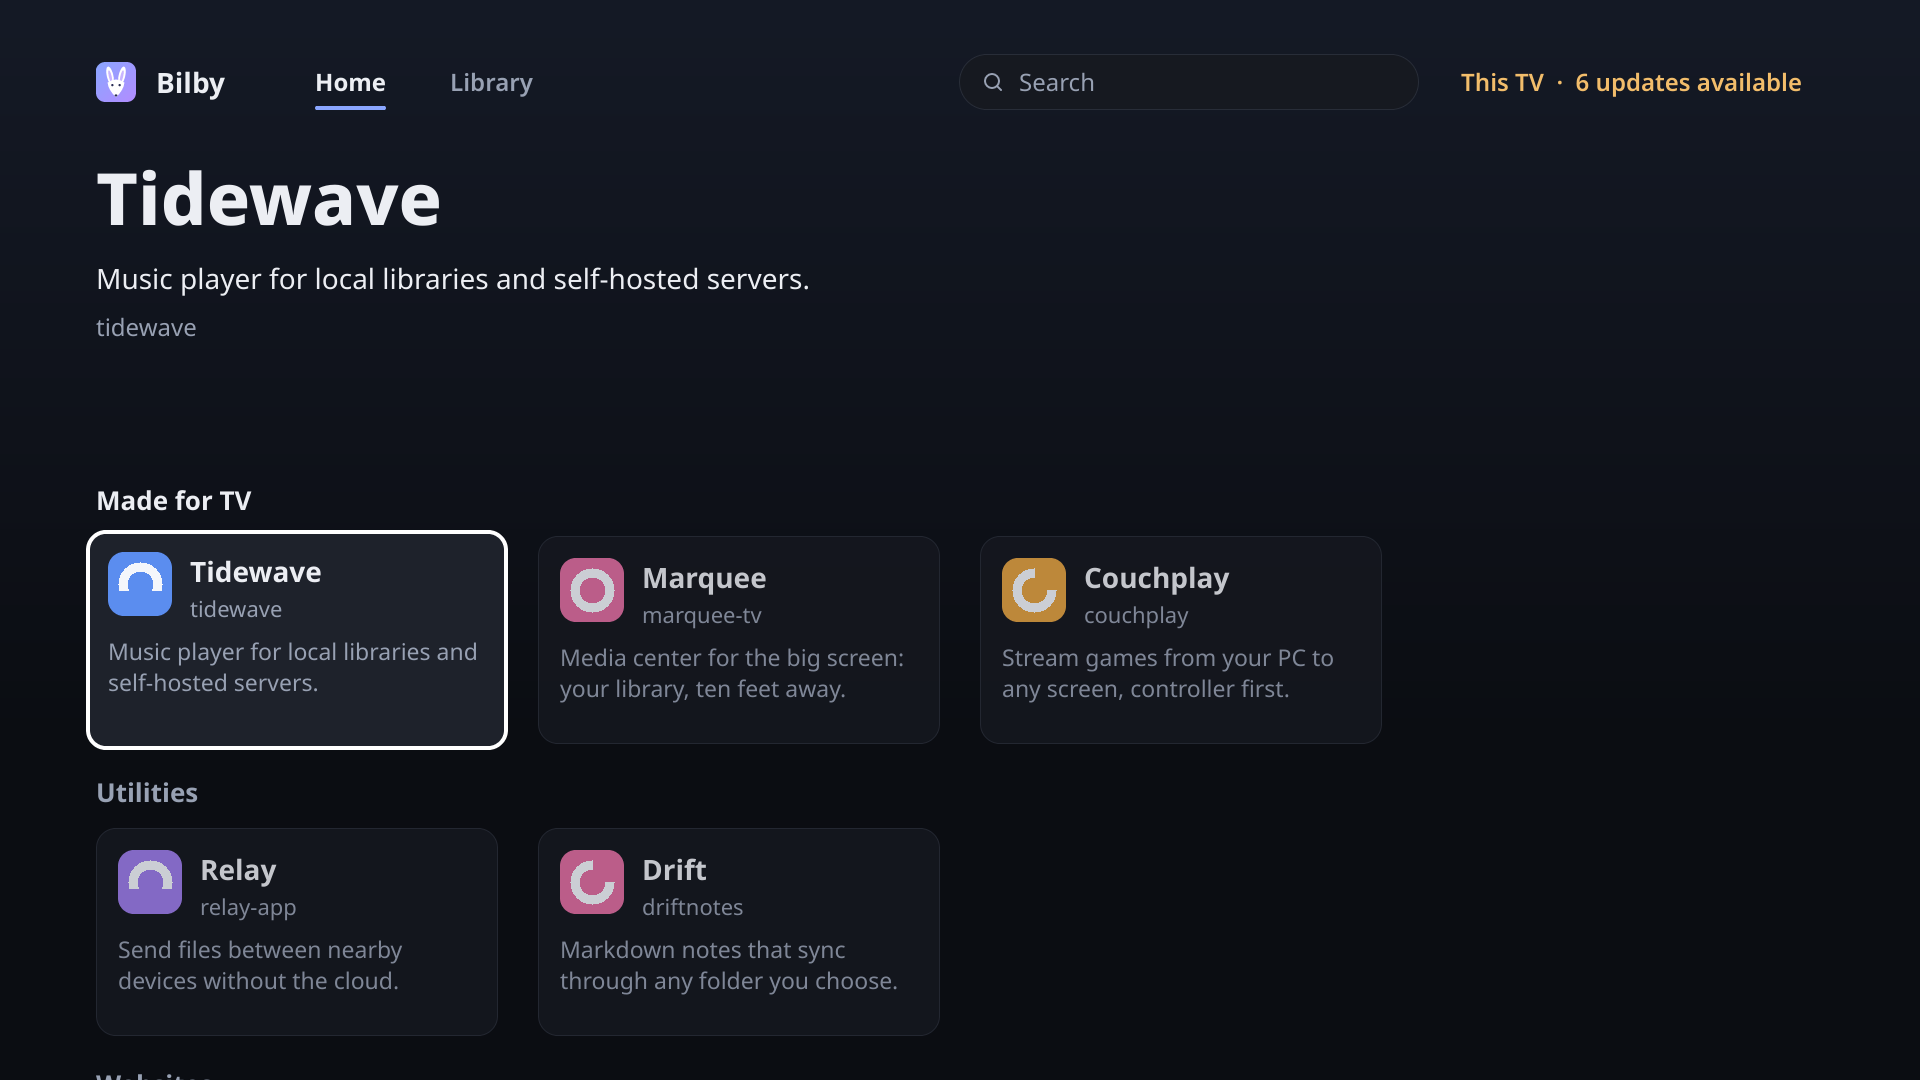 Bilby
Home
Library
Search
This TV · 6 updates available
Tidewave
Music player for local libraries and self-hosted servers.
tidewave
Made for TV
Tidewave
tidewave
Music player for local libraries and
self-hosted servers.
Marquee
marquee-tv
Media center for the big screen:
your library, ten feet away.
Couchplay
couchplay
Stream games from your PC to
any screen, controller first.
Utilities
Relay
relay-app
Send files between nearby
devices without the cloud.
Drift
driftnotes
Markdown notes that sync
through any folder you choose.
Websites